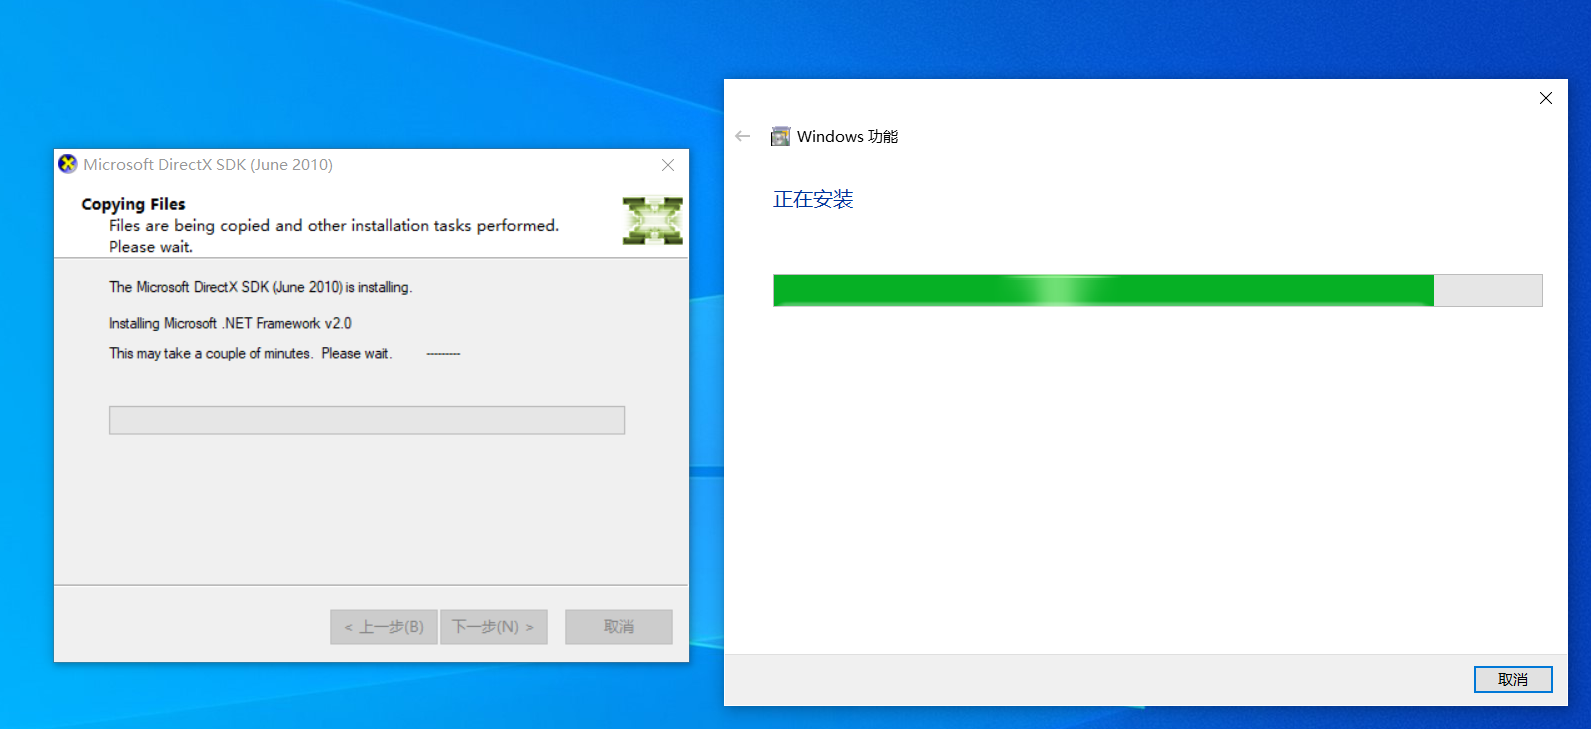 Microsoft DirectX SDK (June 2010)
Copying Files
Files are being copied and other installation tasks performed.
Please wait.
The Microsoft DirectX SDK (June 2010) is installing.
Installing Microsoft .NET Framework v2.0
This may take a couple of minutes.  Please wait.  ---------
< 上一步(B)
下一步(N) >
取消
Windows 功能
正在安装
取消